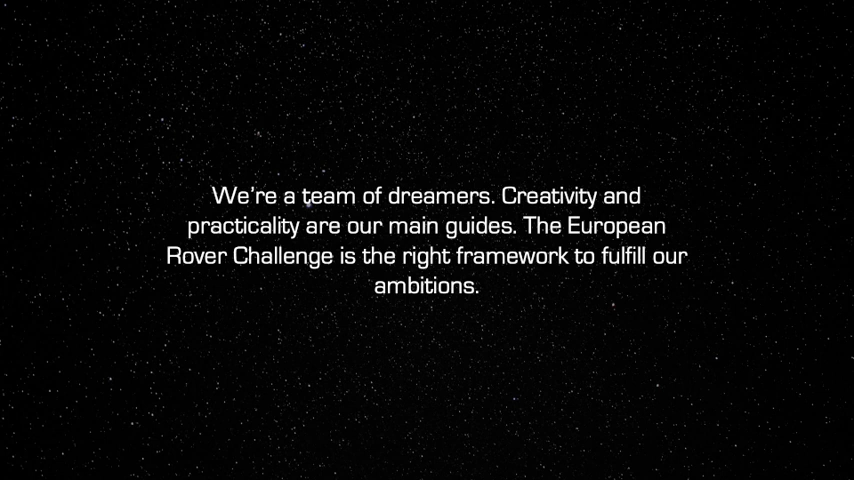 We're a team of dreamers. Creativity and
practicality are our main guides. The European
Rover Challenge is the right framework to fulfill our
ambitions.